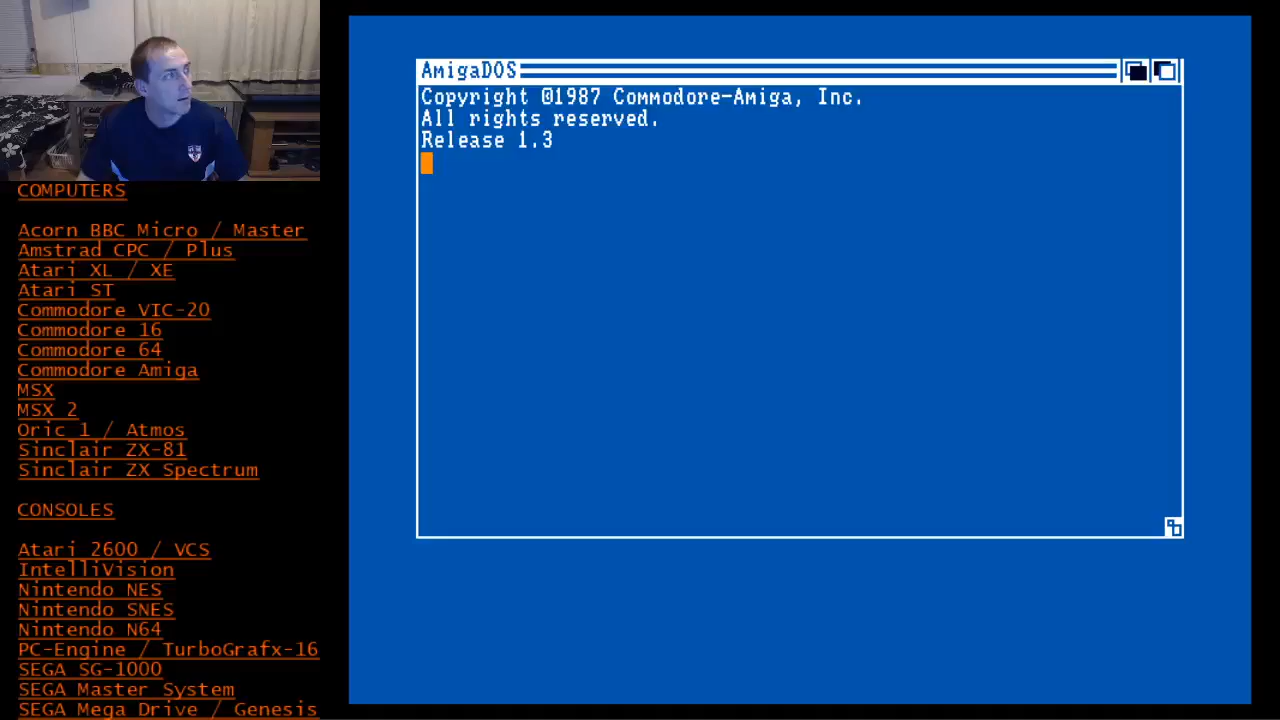 COMPUTERS
Acorn BBC Micro / Master
Amstrad CPC / Plus
Atari XL / XE
Atari ST
Commodore VIC-20
Commodore 16
Commodore 64
Commodore Amiga
MSX
MSX 2
Oric 1 / Atmos
Sinclair ZX-81
Sinclair ZX Spectrum
CONSOLES
Atari 2600 / VCS
IntelliVision
Nintendo NES
Nintendo SNES
Nintendo N64
PC-Engine / TurboGrafx-16
SEGA SG-1000
SEGA Master System
SEGA Mega Drive / Genesis
AmigaDOS
Copyright @1987 Commodore-Amiga, Inc.
All rights reserved.
Release 1.3